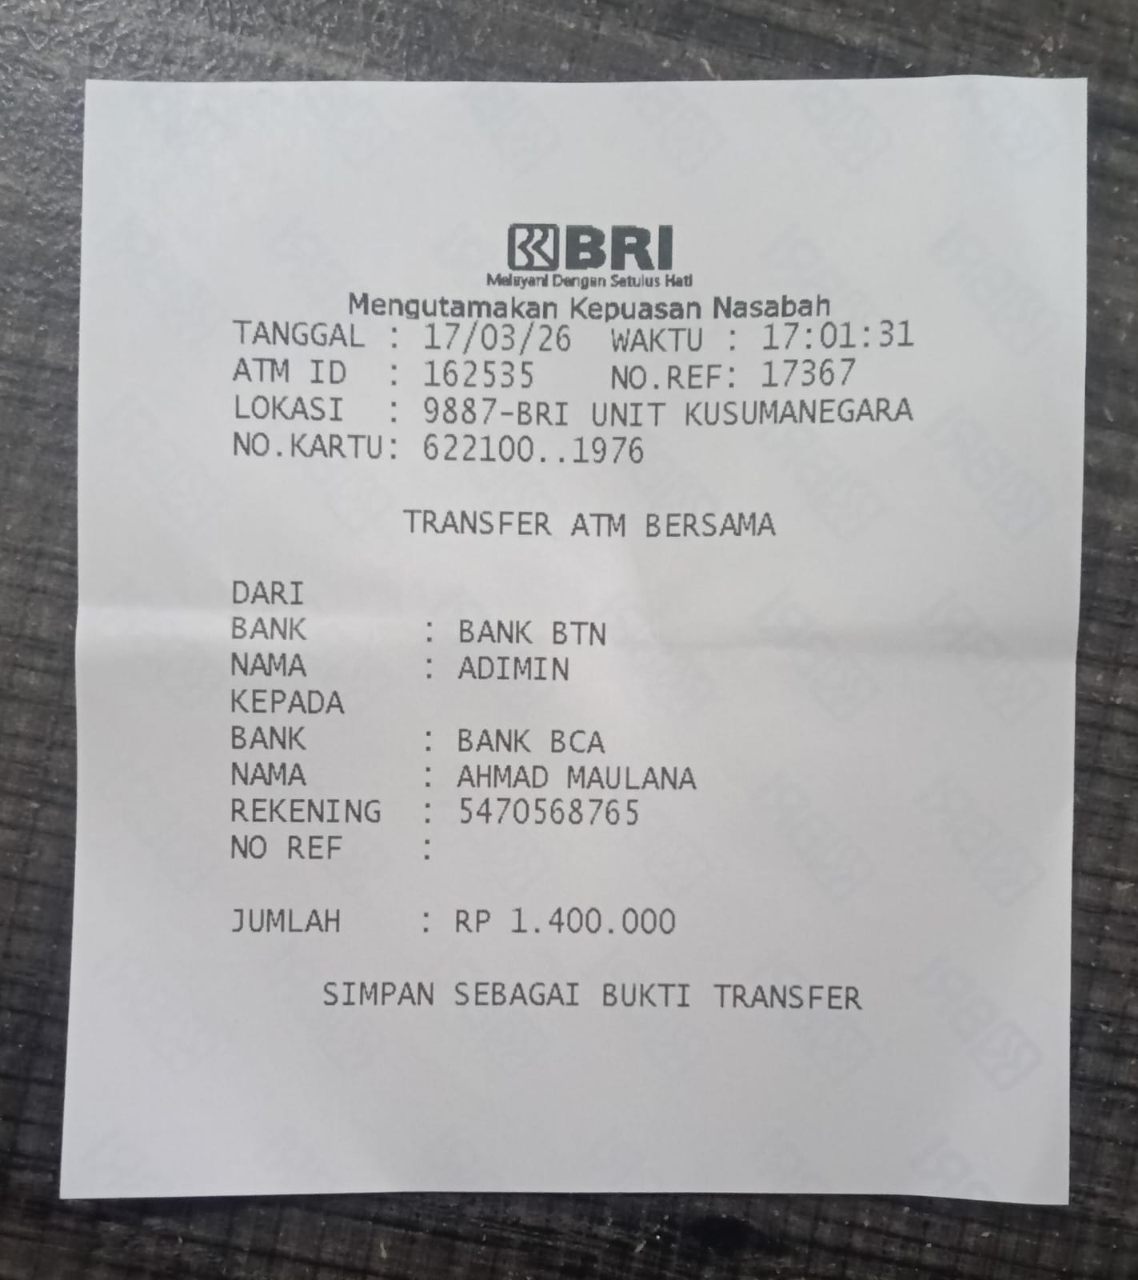 BRI
Melayani Dengan Setulus Hati
Mengutamakan Kepuasan Nasabah
TANGGAL : 17/03/26 WAKTU : 17:01:31
ATM ID : 162535 NO.REF: 17367
LOKASI : 9887-BRI UNIT KUSUMANEGARA
NO.KARTU: 622100..1976
TRANSFER ATM BERSAMA
DARI
BANK : BANK BTN
NAMA : ADIMIN
KEPADA
BANK : BANK BCA
NAMA : AHMAD MAULANA
REKENING : 5470568765
NO REF :
JUMLAH : RP 1.400.000
SIMPAN SEBAGAI BUKTI TRANSFER